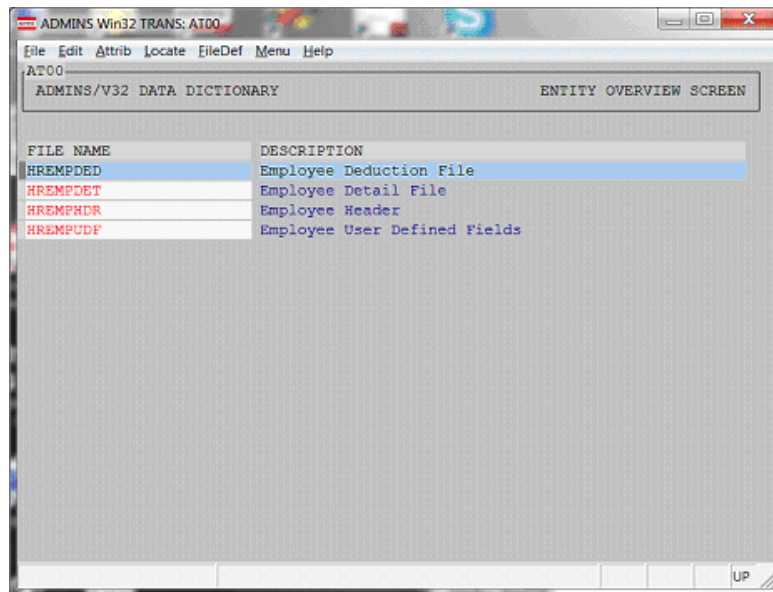 ADMINS Win32 TRANS: AT00
File Edit Attrib Locate FileDef Menu Help
AT00
ADMINS/V32 DATA DICTIONARY ENTITY OVERVIEW SCREEN
FILE NAME DESCRIPTION
HREMPDED Employee Deduction File
HREMPDET Employee Detail File
HREMPHDR Employee Header
HREMPUDF Employee User Defined Fields
UP